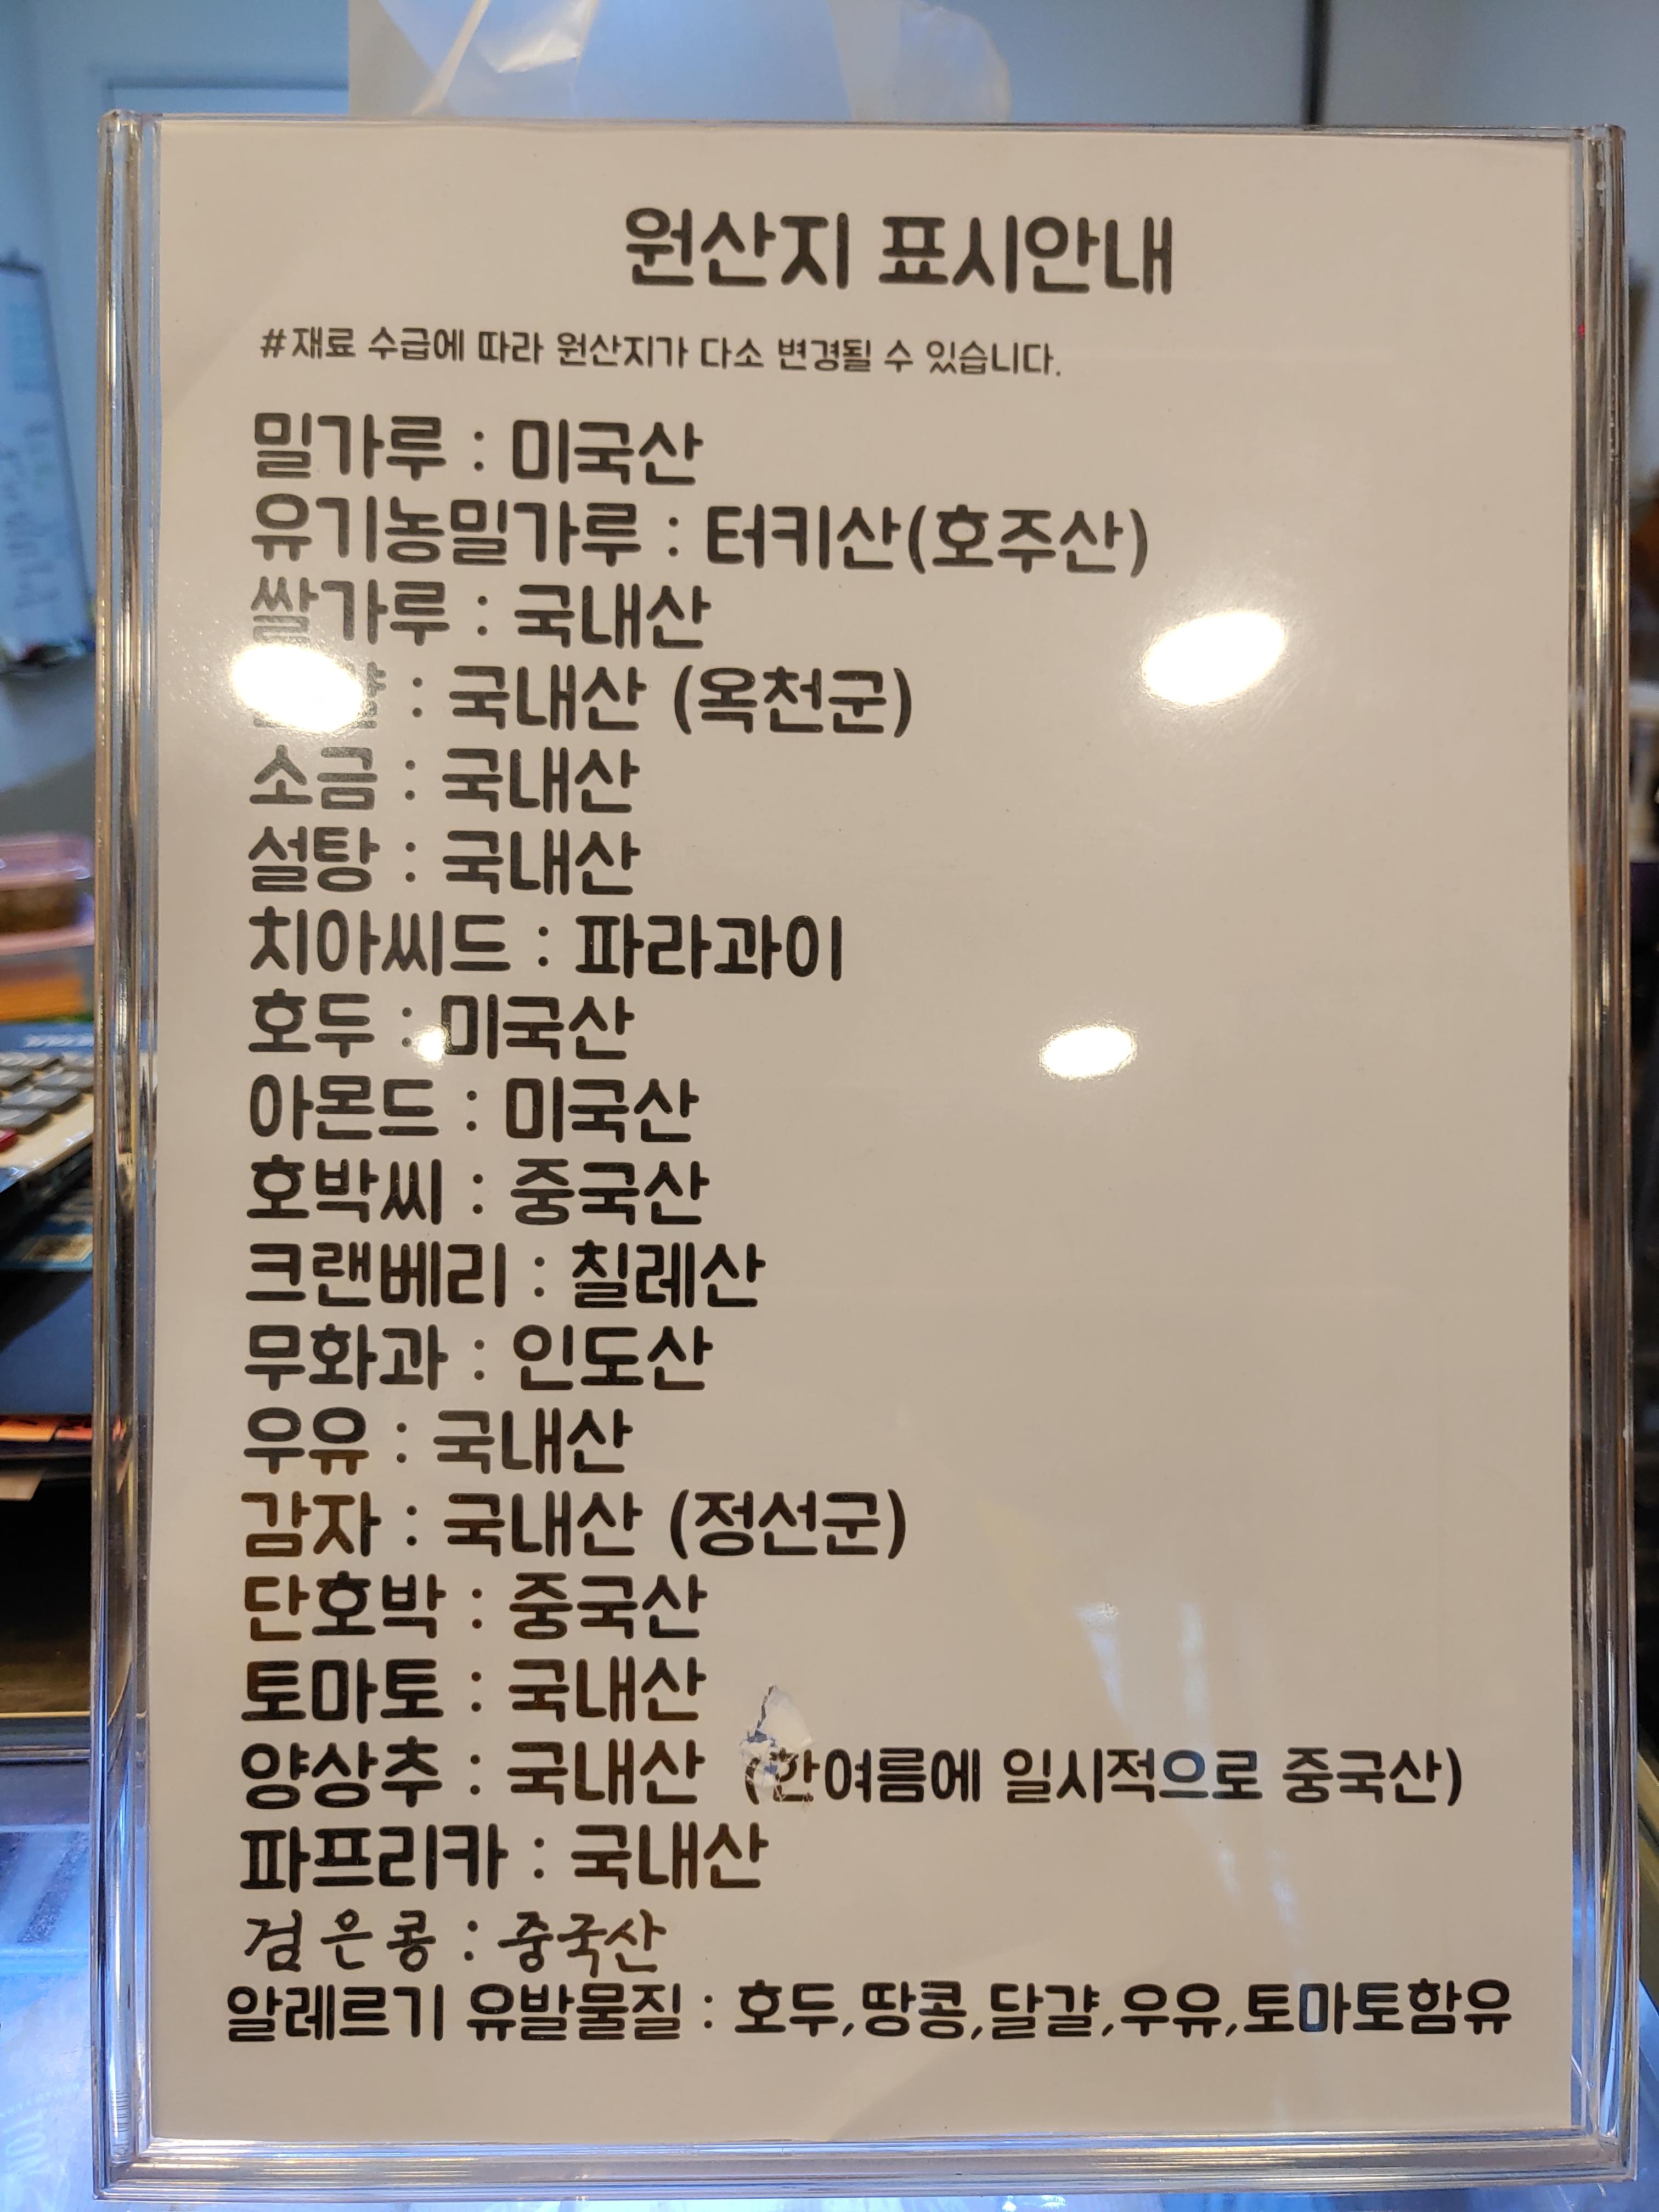 원산지 표시안내
#재료 수급에 따라 원산지가 다소 변경될 수 있습니다.
밀가루 : 미국산
유기농밀가루 : 터키산(호주산)
쌀가루 : 국내산
: 국내산 (옥천군)
소금 : 국내산
설탕 : 국내산
치아씨드 : 파라과이
호두 : 미국산
아몬드 : 미국산
호박씨 : 중국산
크랜베리 : 칠레산
무화과 : 인도산
우유 : 국내산
감자 : 국내산 (정선군)
단호박 : 중국산
토마토 : 국내산
양상추 : 국내산 (한여름에 일시적으로 중국산)
파프리카 : 국내산
검은콩 : 중국산
알레르기 유발물질 : 호두,땅콩,달걀,우유,토마토함유